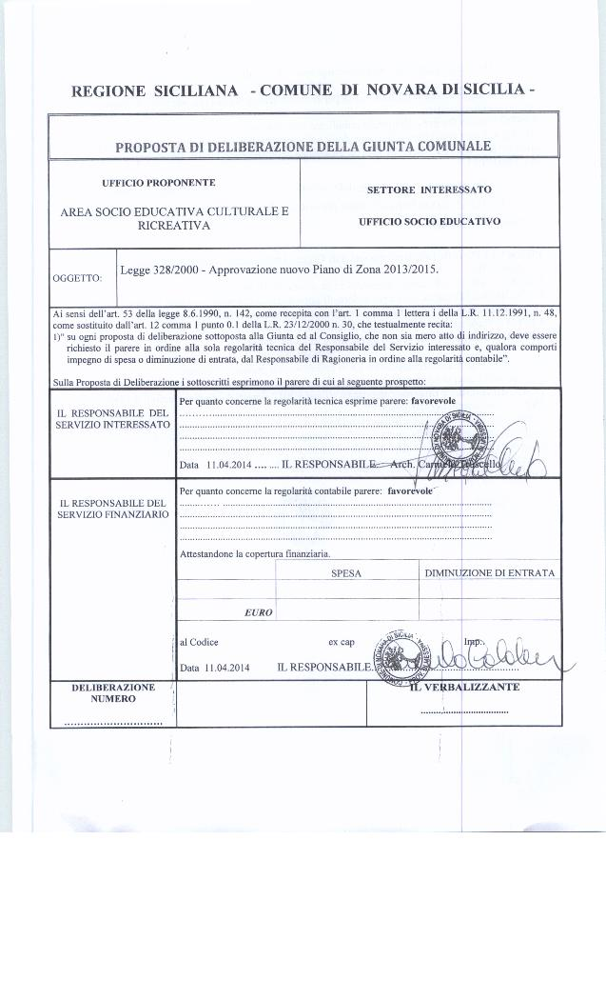 REGIONE SICILIANA - COMUNE DI NOVARA DI SICILIA -
PROPOSTA DI DELIBERAZIONE DELLA GIUNTA COMUNALE
UFFICIO PROPONENTE
AREA SOCIO EDUCATIVA CULTURALE E
RICREATIVA
SETTORE INTERESSATO
UFFICIO SOCIO EDUCATIVO
OGGETTO:
Legge 328/2000 - Approvazione nuovo Piano di Zona 2013/2015.
Ai sensi dell'art. 53 della legge 8.6.1990, n. 142, come recepita con l'art. 1 comma 1 lettera i della L.R. 11.12.1991, n. 48,
come sostituito dall'art. 12 comma 1 punto 0.1 della L.R. 23/12/2000 n. 30, che testualmente recita:
1)" su ogni proposta di deliberazione sottoposta alla Giunta ed al Consiglio, che non sia mero atto di indirizzo, deve essere
richiesto il parere in ordine alla sola regolarità tecnica del Responsabile del Servizio interessato e, qualora comporti
impegno di spesa o diminuzione di entrata, dal Responsabile di Ragioneria in ordine alla regolarità contabile".
Sulla Proposta di Deliberazione i sottoscritti esprimono il parere di cui al seguente prospetto:
IL RESPONSABILE DEL
SERVIZIO INTERESSATO
Per quanto concerne la regolarità tecnica esprime parere: favorevole
Data 11.04.2014 .... ... IL RESPONSABILE Arch.
IL RESPONSABILE DEL
SERVIZIO FINANZIARIO
Per quanto concerne la regolarità contabile parere: favorevole
Attestandone la copertura finanziaria.
SPESA DIMINUZIONE DI ENTRATA
EURO
al Codice ex cap Imp.:
Data 11.04.2014 IL RESPONSABILE
DELIBERAZIONE
NUMERO
IL VERBALIZZANTE